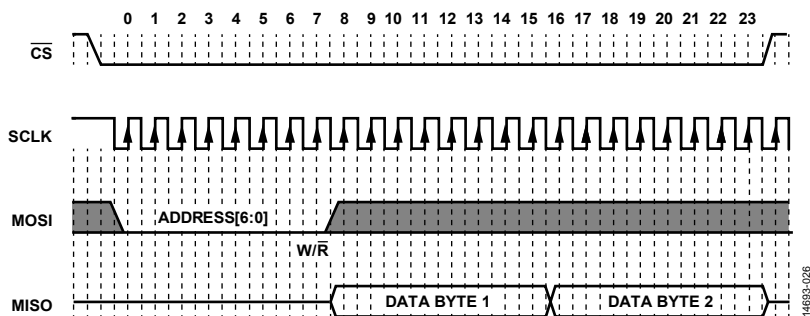 0 1 2 3 4 5 6 7 8 9 10 11 12 13 14 15 16 17 18 19 20 21 22 23
CS
SCLK
MOSI ADDRESS[6:0]
W/R
MISO DATA BYTE 1 DATA BYTE 2
14693-026